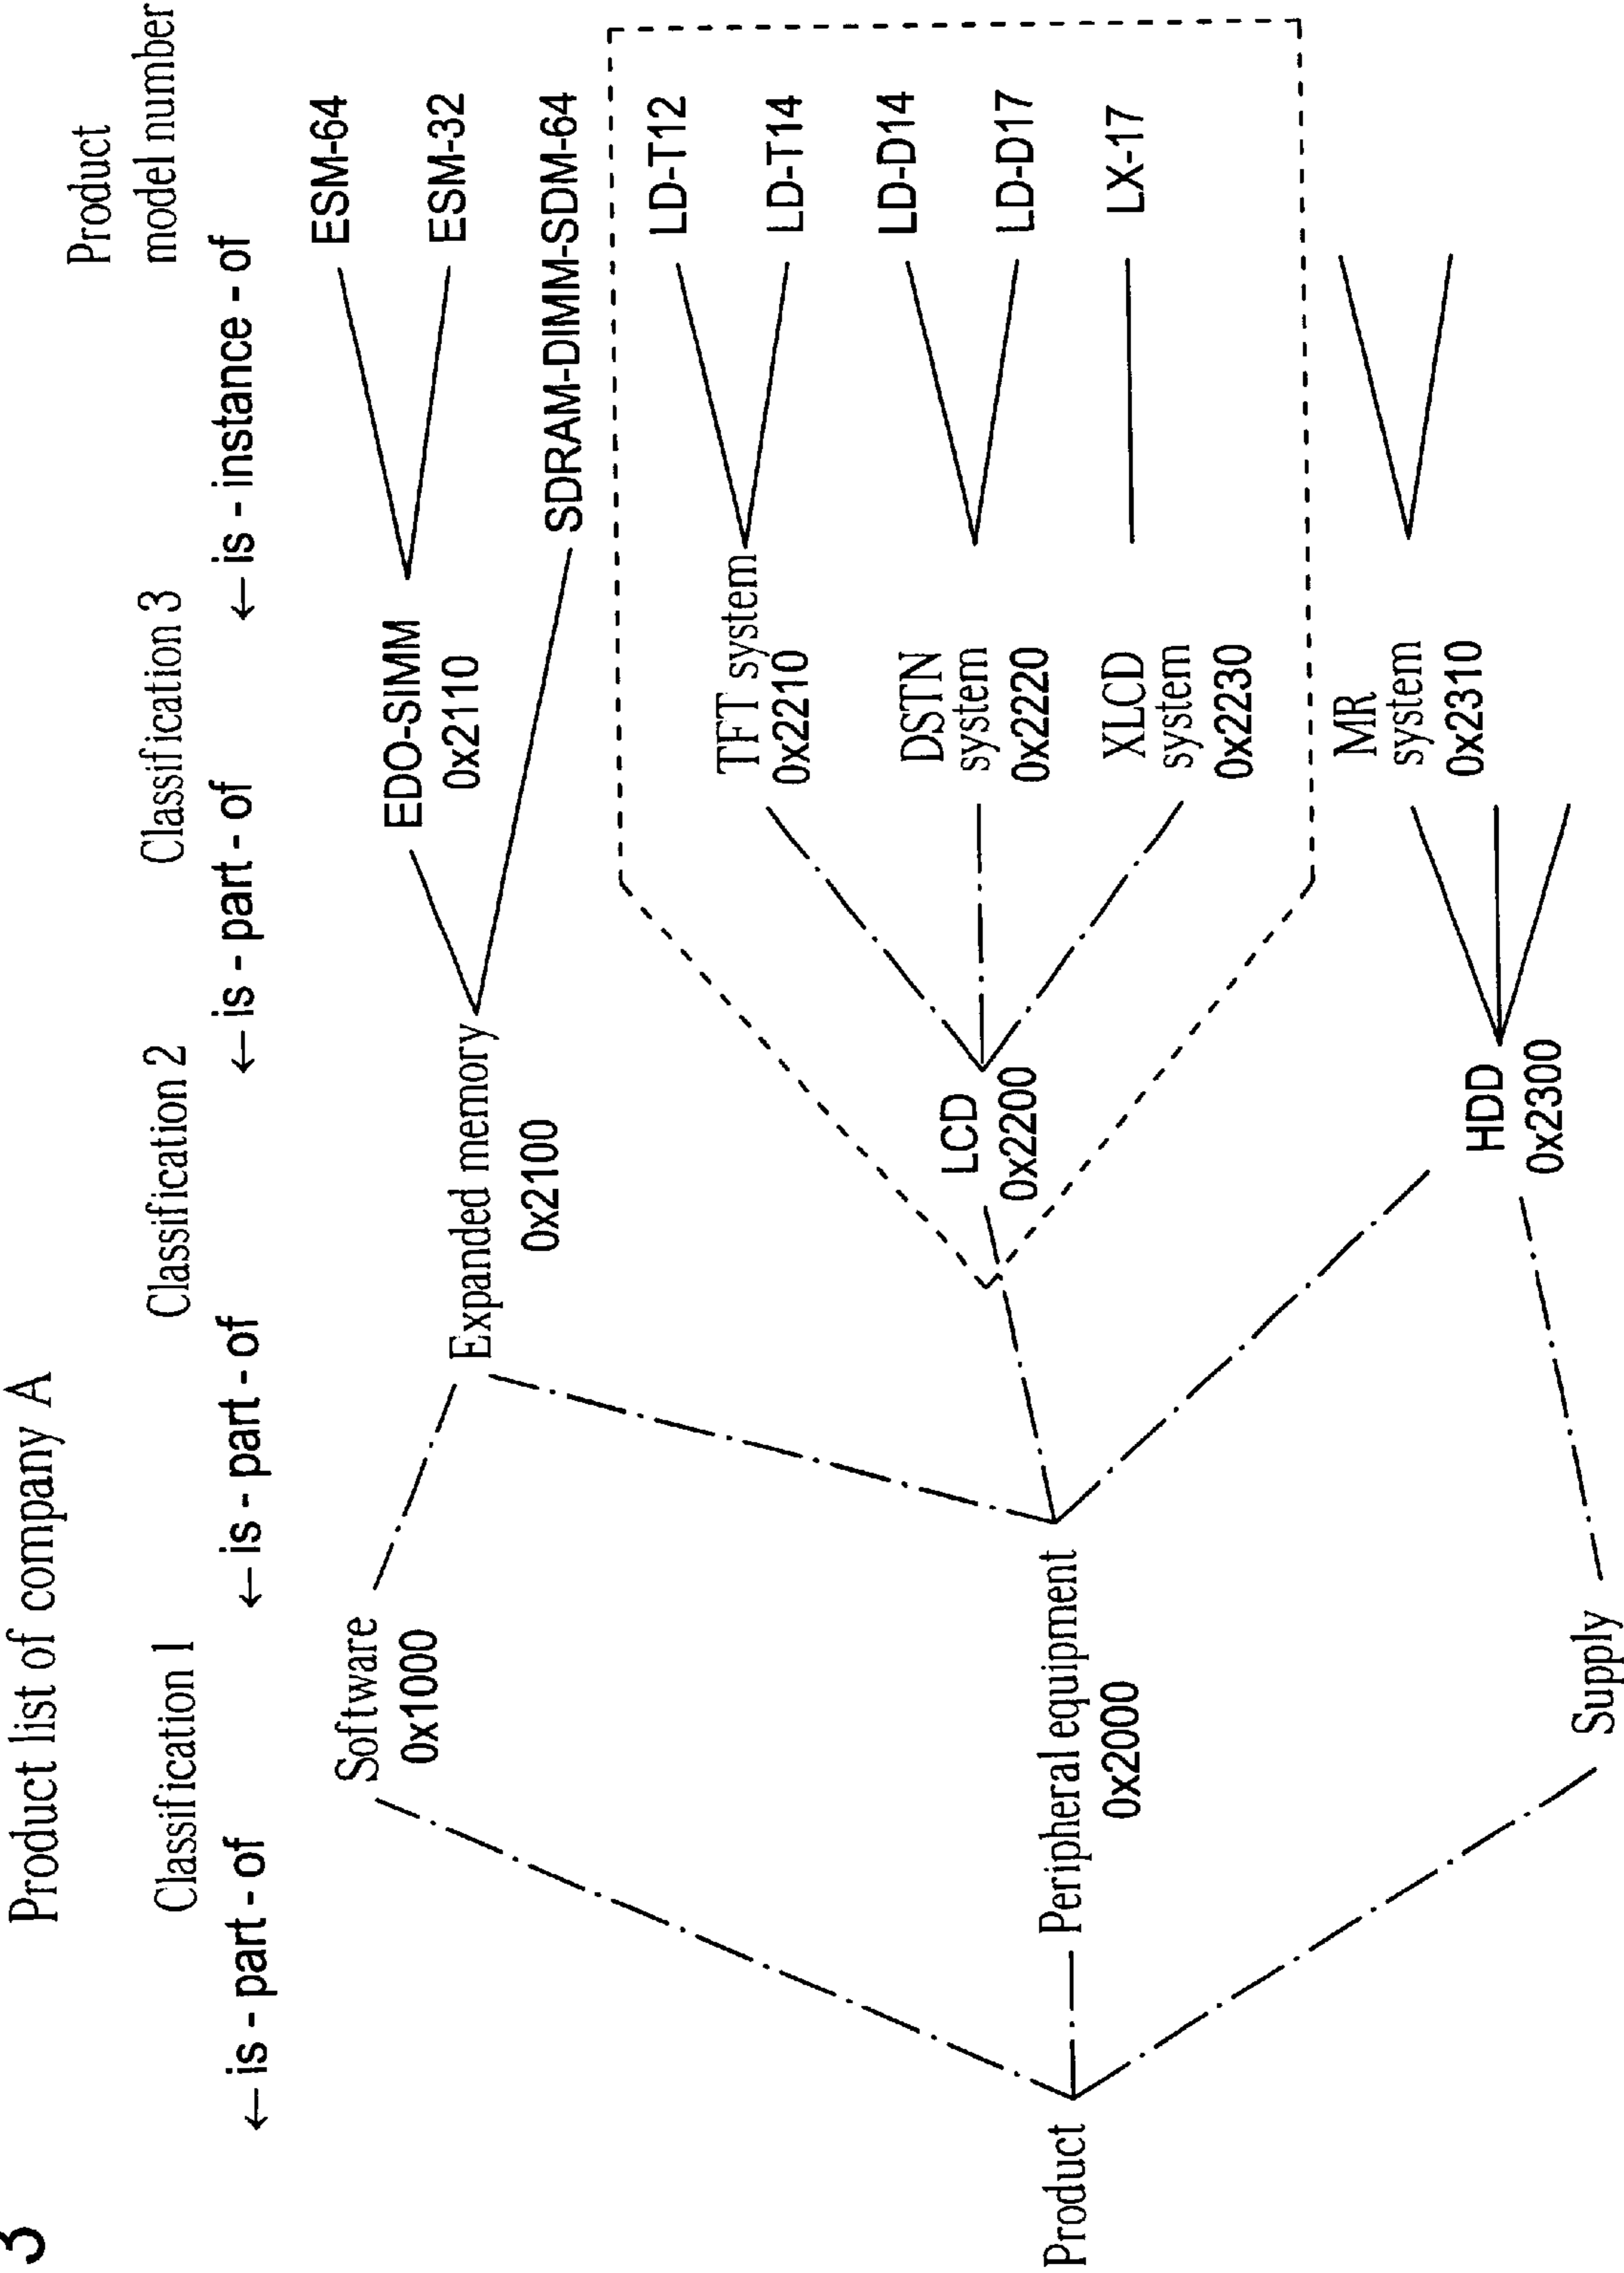 3
Product list of company A
Product
model number
Classification 1
Classification 2
Classification 3
← is - part - of
← is - part - of
← is - part - of
← is - instance - of
ESM-64
EDO-SIMM
0x2110
ESM-32
Software
0x1000
Expanded memory
0x2100
SDRAM-DIMM-SDM-64
LD-T12
TFT system
0x2210
LD-T14
LD-D14
DSTN
system
0x2220
LD-D17
LCD
0x2200
Product
Peripheral equipment
0x2000
XLCD
system
0x2230
LX-17
MR
system
0x2310
HDD
0x2300
Supply